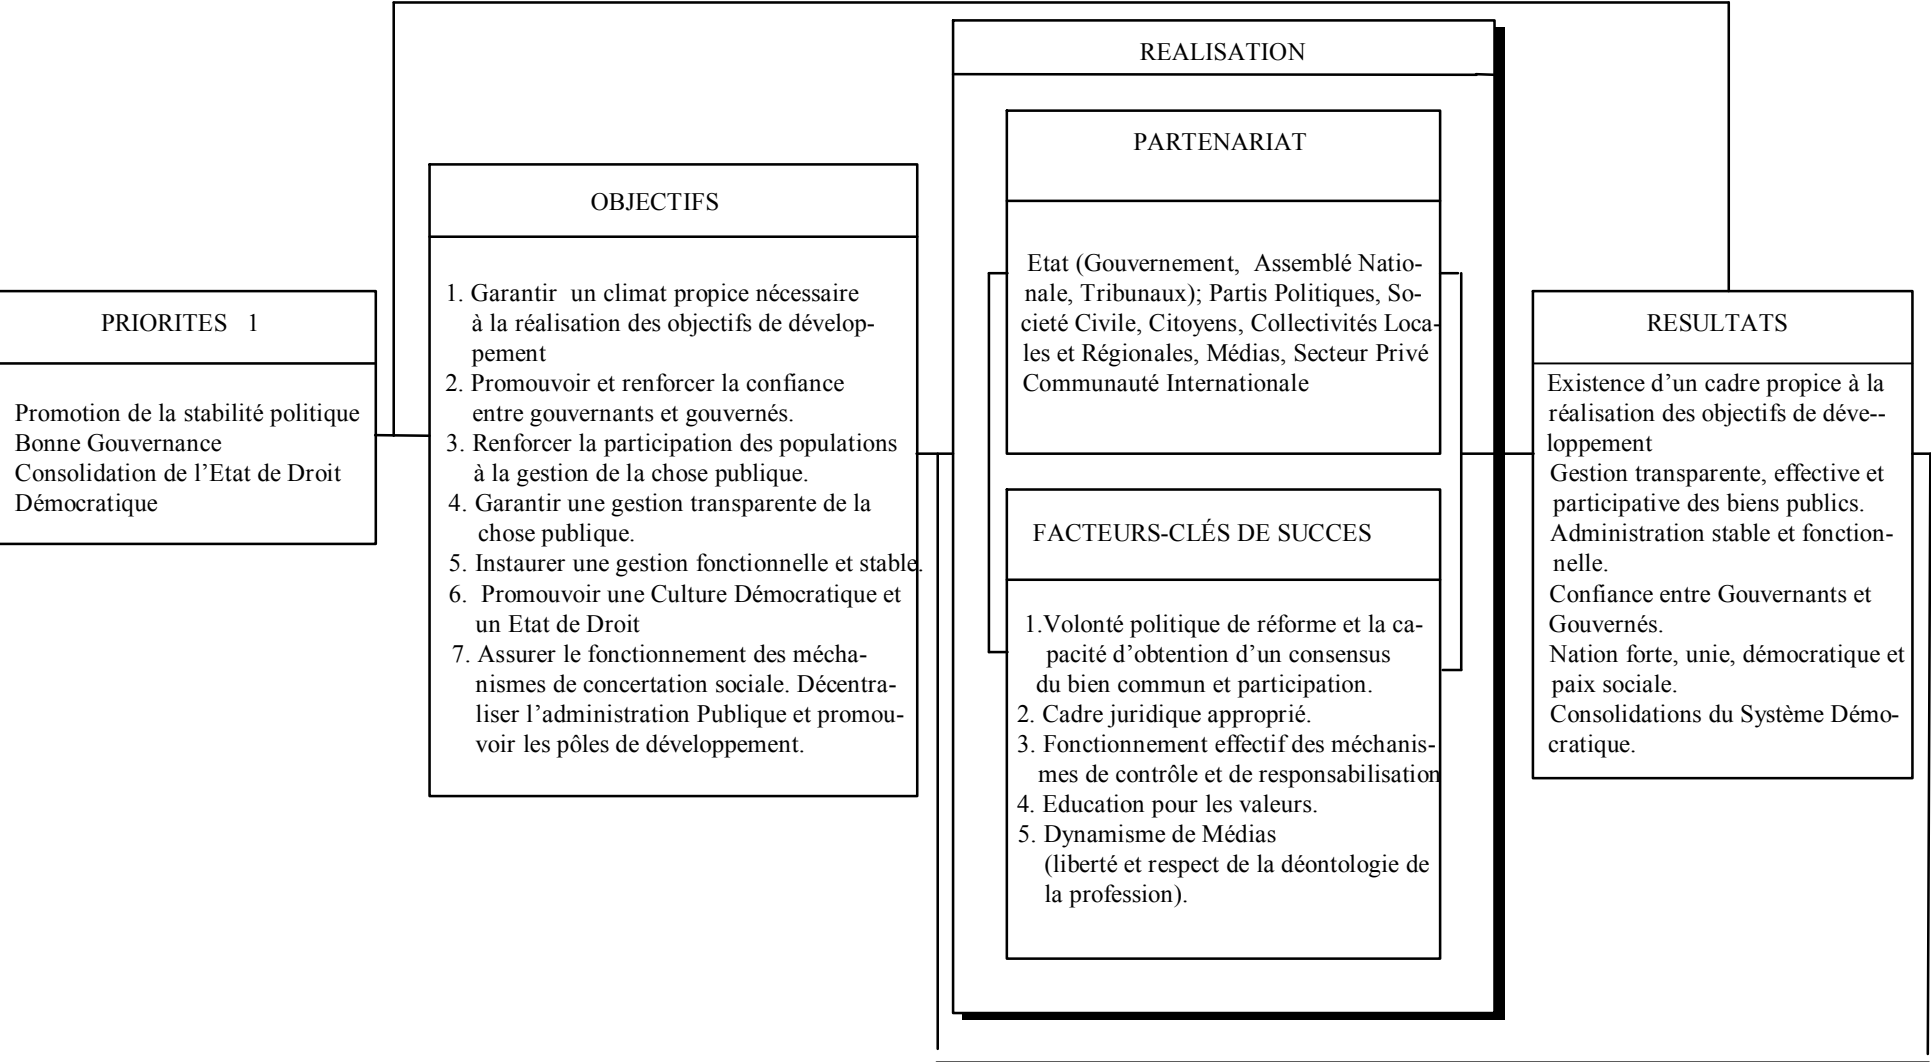 PRIORITES 1
Promotion de la stabilité politique
Bonne Gouvernance
Consolidation de l’Etat de Droit
Démocratique
OBJECTIFS
1. Garantir un climat propice nécessaire
à la réalisation des objectifs de dévelop-
pement
2. Promouvoir et renforcer la confiance
entre gouvernants et gouvernés.
3. Renforcer la participation des populations
à la gestion de la chose publique.
4. Garantir une gestion transparente de la
chose publique.
5. Instaurer une gestion fonctionnelle et stable.
6. Promouvoir une Culture Démocratique et
un Etat de Droit
7. Assurer le fonctionnement des mécha-
nismes de concertation sociale. Décentra-
liser l’administration Publique et promou-
voir les pôles de développement.
REALISATION
PARTENARIAT
Etat (Gouvernement, Assemblé Natio-
nale, Tribunaux); Partis Politiques, So-
cieté Civile, Citoyens, Collectivités Loca-
les et Régionales, Médias, Secteur Privé
Communauté Internationale
FACTEURS-CLÉS DE SUCCES
1.Volonté politique de réforme et la ca-
pacité d’obtention d’un consensus
du bien commun et participation.
2. Cadre juridique approprié.
3. Fonctionnement effectif des méchanis-
mes de contrôle et de responsabilisation
4. Education pour les valeurs.
5. Dynamisme de Médias
(liberté et respect de la déontologie de
la profession).
RESULTATS
Existence d’un cadre propice à la
réalisation des objectifs de déve--
loppement
Gestion transparente, effective et
participative des biens publics.
Administration stable et fonction-
nelle.
Confiance entre Gouvernants et
Gouvernés.
Nation forte, unie, démocratique et
paix sociale.
Consolidations du Système Démo-
cratique.